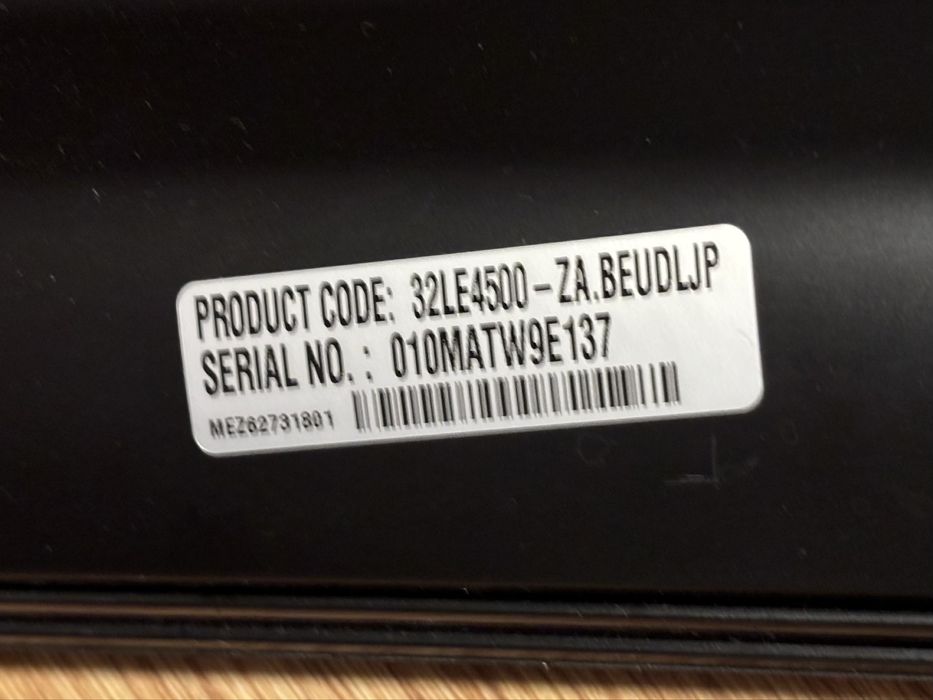 PRODUCT CODE: 32LE4500-ZA.BEUDLJP
SERIAL NO. : 010MATW9E137
MEZ62731801